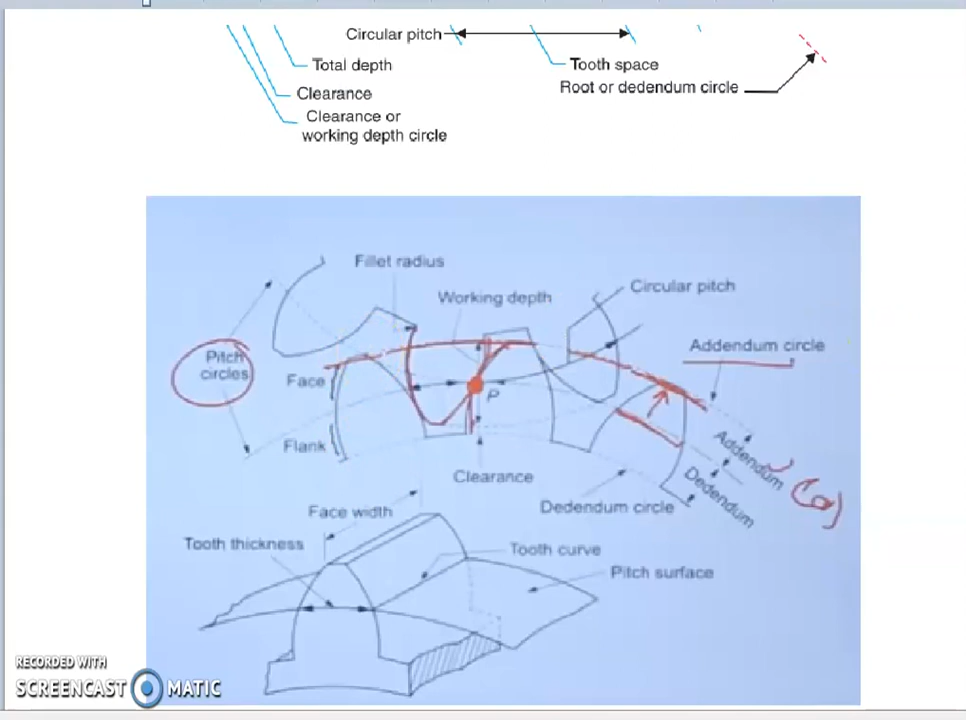 Circular pitch
Total depth
Tooth space
Root or dedendum circle
Clearance
Clearance or
working depth circle
Fillet radius
Working depth
Circular pitch
Addendum circle
Pitch
circles
Face
P
Flank
Addendum
Dedendum
Clearance
Dedendum circle
Face width
Tooth thickness
Tooth curve
Pitch surface
RECORDED WITH
SCREENCAST MATIC